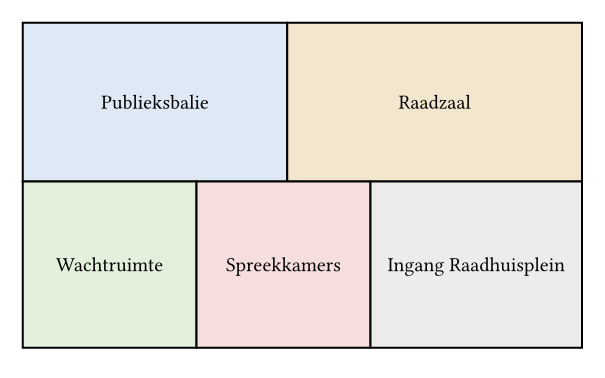 Publieksbalie
Raadzaal
Wachtruimte
Spreekkamers
Ingang Raadhuisplein